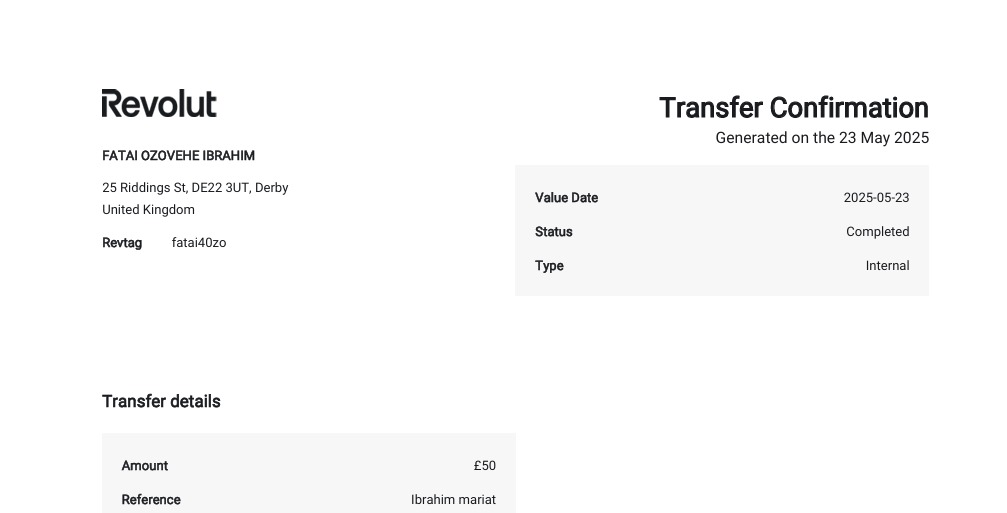 Revolut
Transfer Confirmation
Generated on the 23 May 2025
FATAI OZOVEHE IBRAHIM
25 Riddings St, DE22 3UT, Derby
United Kingdom
Revtag fatai40zo
Value Date 2025-05-23
Status Completed
Type Internal
Transfer details
Amount £50
Reference Ibrahim mariat